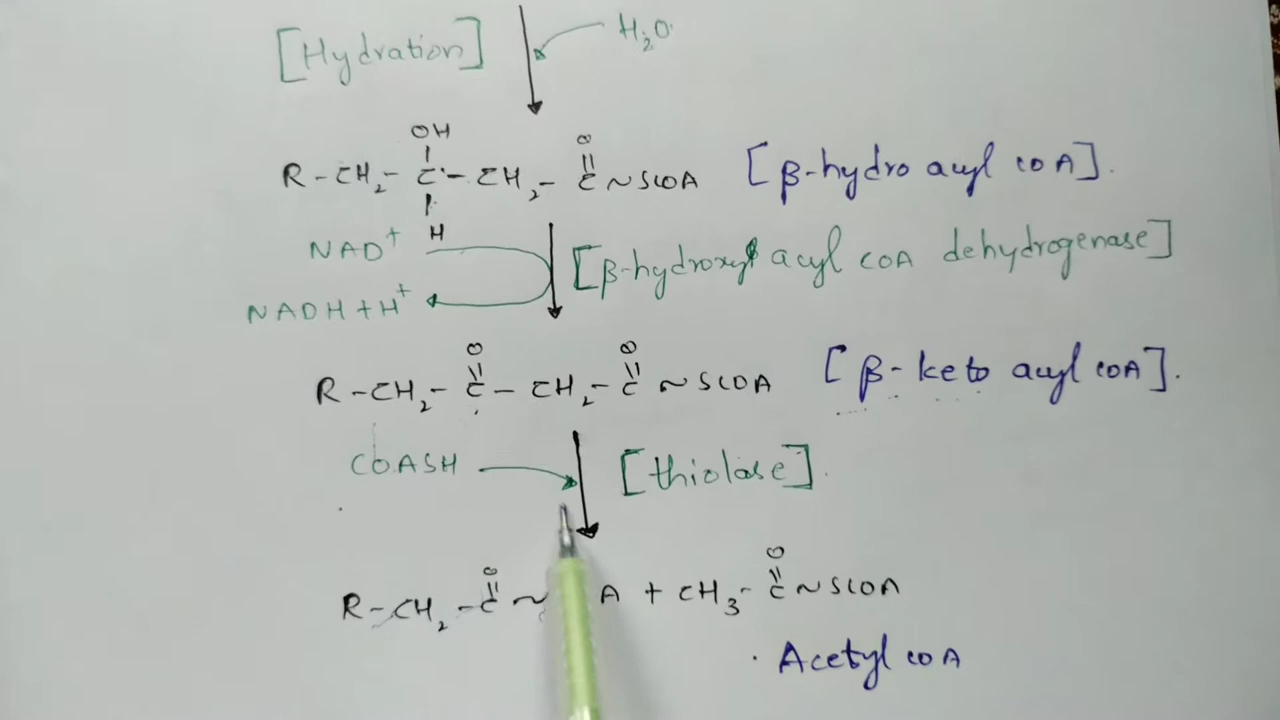 [Hydration] H₂O
OH O
R-CH₂-C-CH₂-C~SCOA [β-hydro acyl COA].
H
NAD⁺
[β-hydroxy acyl COA dehydrogenase]
NADH+H⁺
O O
R-CH₂-C-CH₂-C~SCOA [β-keto acyl COA].
COASH [thiolase].
O O
R-CH₂-C~ A + CH₃-C~SCOA
Acetyl COA